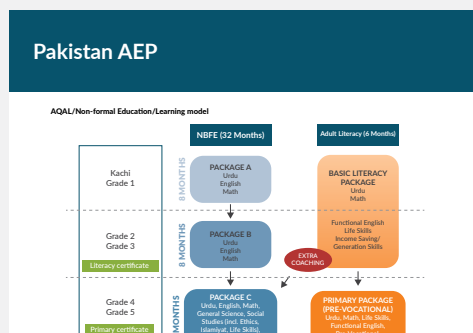 Pakistan AEP
AQAL/Non-formal Education/Learning model
NBFE (32 Months)
Adult Literacy (6 Months)
Kachi
Grade 1
8 MONTHS
PACKAGE A
Urdu
English
Math
BASIC LITERACY
PACKAGE
Urdu
Math
Functional English
Life Skills
Income Saving/
Generation Skills
Grade 2
Grade 3
Literacy certificate
8 MONTHS
PACKAGE B
Urdu
English
Math
EXTRA
COACHING
Grade 4
Grade 5
Primary certificate
MONTHS
PACKAGE C
Urdu, English, Math,
General Science, Social
Studies (incl. Ethics,
Islamiyat, Life Skills),
PRIMARY PACKAGE
(PRE-VOCATIONAL)
Urdu, Math, Life Skills,
Functional English,